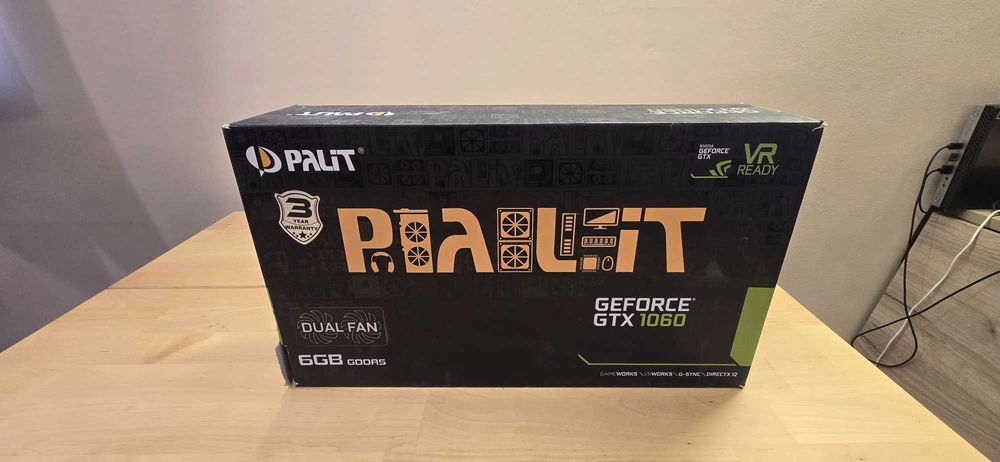 PALiT®
NVIDIA
GEFORCE
GTX
VR
READY
3
YEAR
WARRANTY
PALiT
DUAL FAN
6GB GDDR5
GEFORCE®
GTX 1060
GAMEWORKS \ VRWORKS \ G-SYNC \ DIRECTX 12